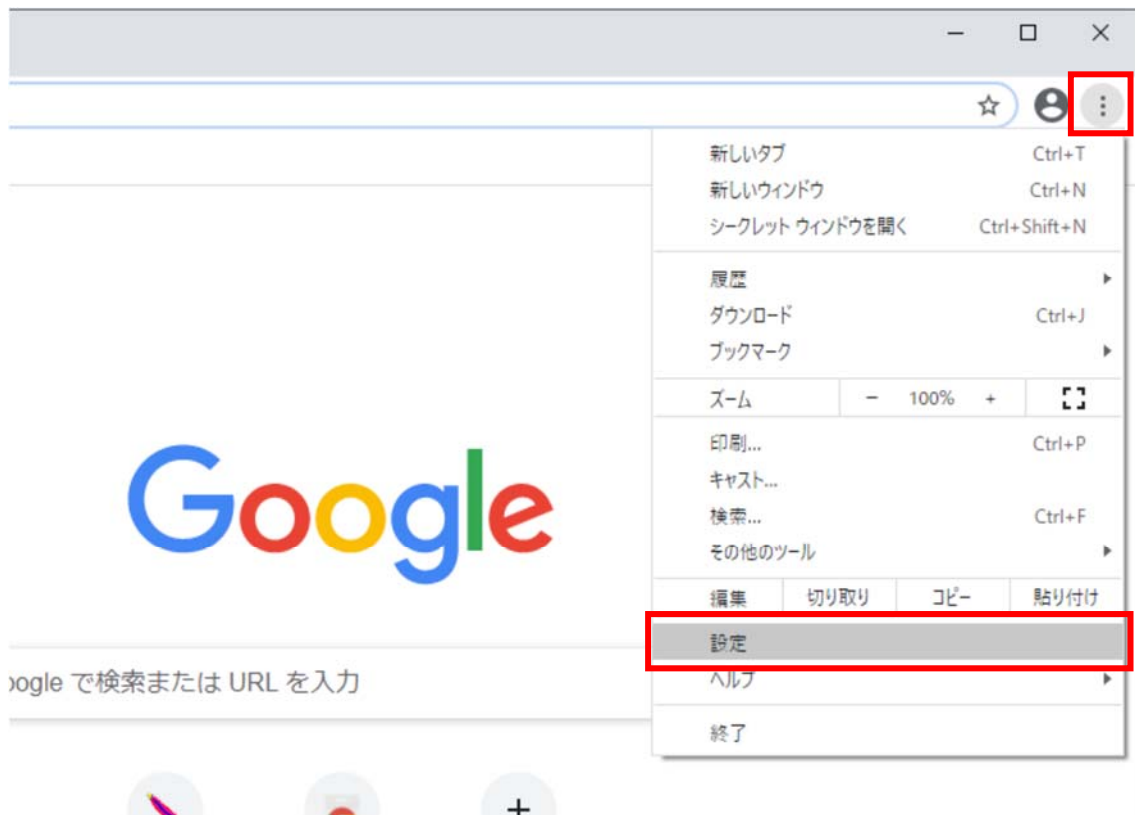 新しいタブ Ctrl+T
新しいウィンドウ Ctrl+N
シークレット ウィンドウを開く Ctrl+Shift+N
履歴
ダウンロード Ctrl+J
ブックマーク
ズーム － 100% ＋
印刷... Ctrl+P
キャスト...
検索... Ctrl+F
その他のツール
編集 切り取り コピー 貼り付け
設定
ヘルプ
終了
Google
oogle で検索または URL を入力